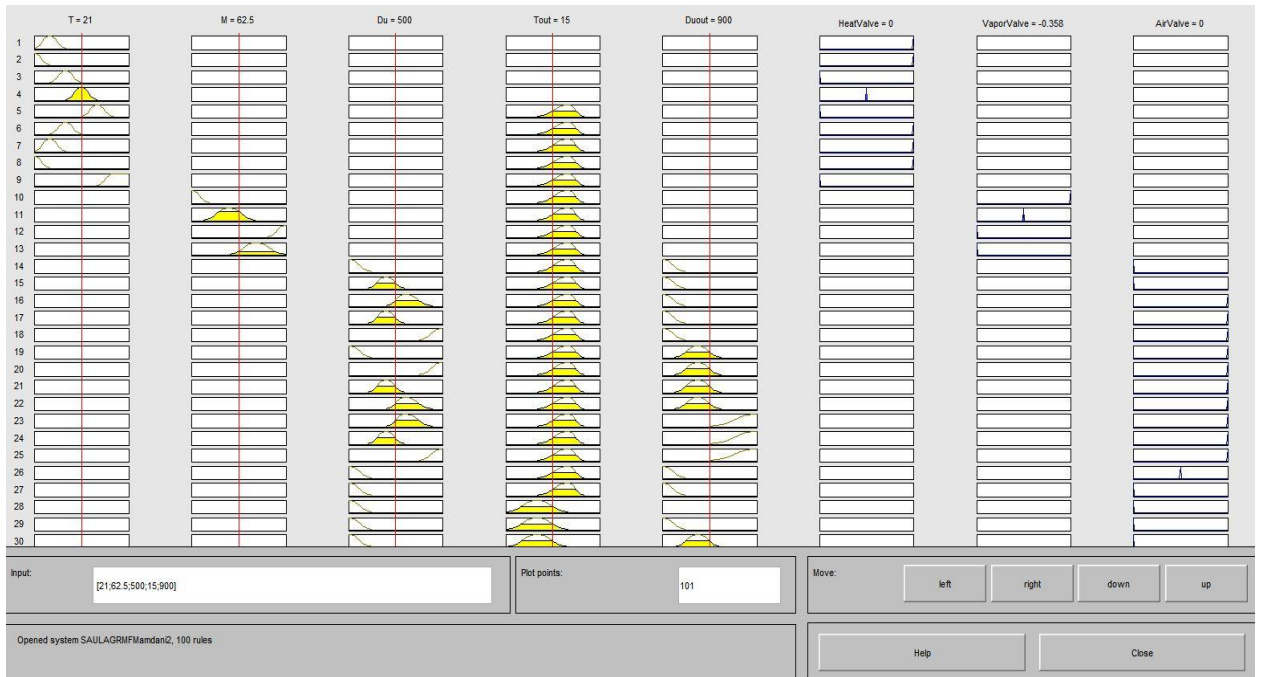 T = 21 M = 62.5 Du = 500 Tout = 15 Duout = 900 HeatValve = 0 VaporValve = -0.358 AirValve = 0
1
2
3
4
5
6
7
8
9
10
11
12
13
14
15
16
17
18
19
20
21
22
23
24
25
26
27
28
29
30
Input:
[21;62.5;500;15;900]
Plot points:
101
Move:
left
right
down
up
Opened system SAULAGRMFMamdani2, 100 rules
Help
Close